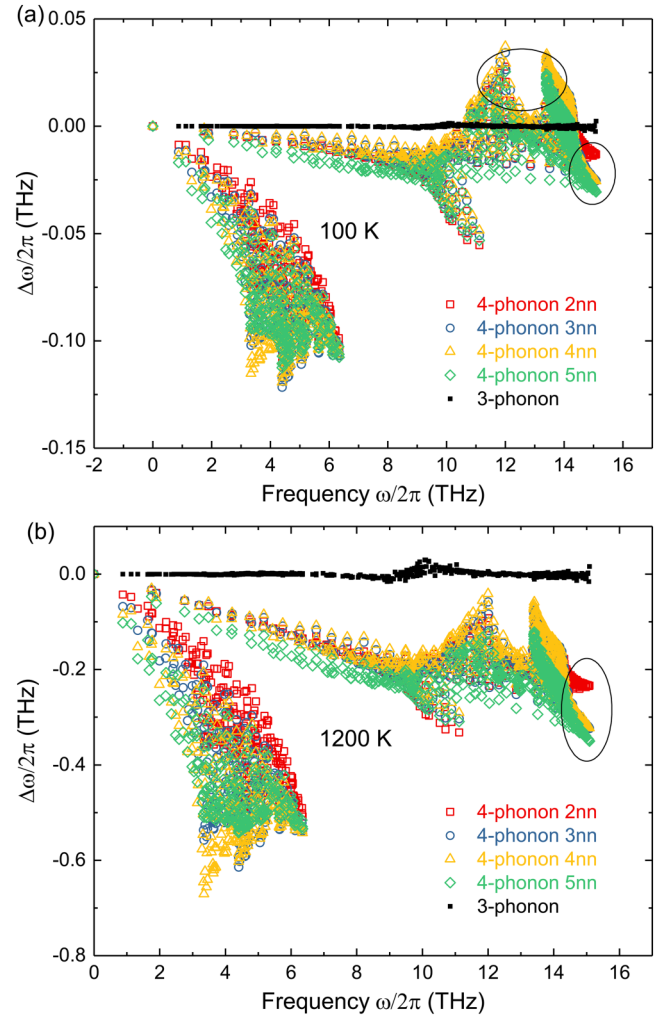 (a)
0.05
0.00
-0.05
-0.10
-0.15
Δω/2π (THz)
100 K
4-phonon 2nn
4-phonon 3nn
4-phonon 4nn
4-phonon 5nn
3-phonon
-2 0 2 4 6 8 10 12 14 16
Frequency ω/2π (THz)
(b)
0.0
-0.2
-0.4
-0.6
-0.8
Δω/2π (THz)
1200 K
4-phonon 2nn
4-phonon 3nn
4-phonon 4nn
4-phonon 5nn
3-phonon
0 2 4 6 8 10 12 14 16
Frequency ω/2π (THz)